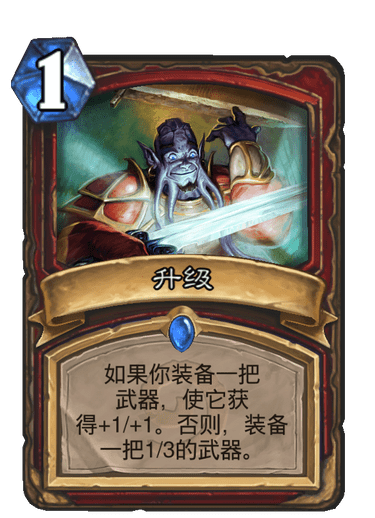 1
升级
如果你装备一把
武器，使它获
得+1/+1。否则，装备
一把1/3的武器。